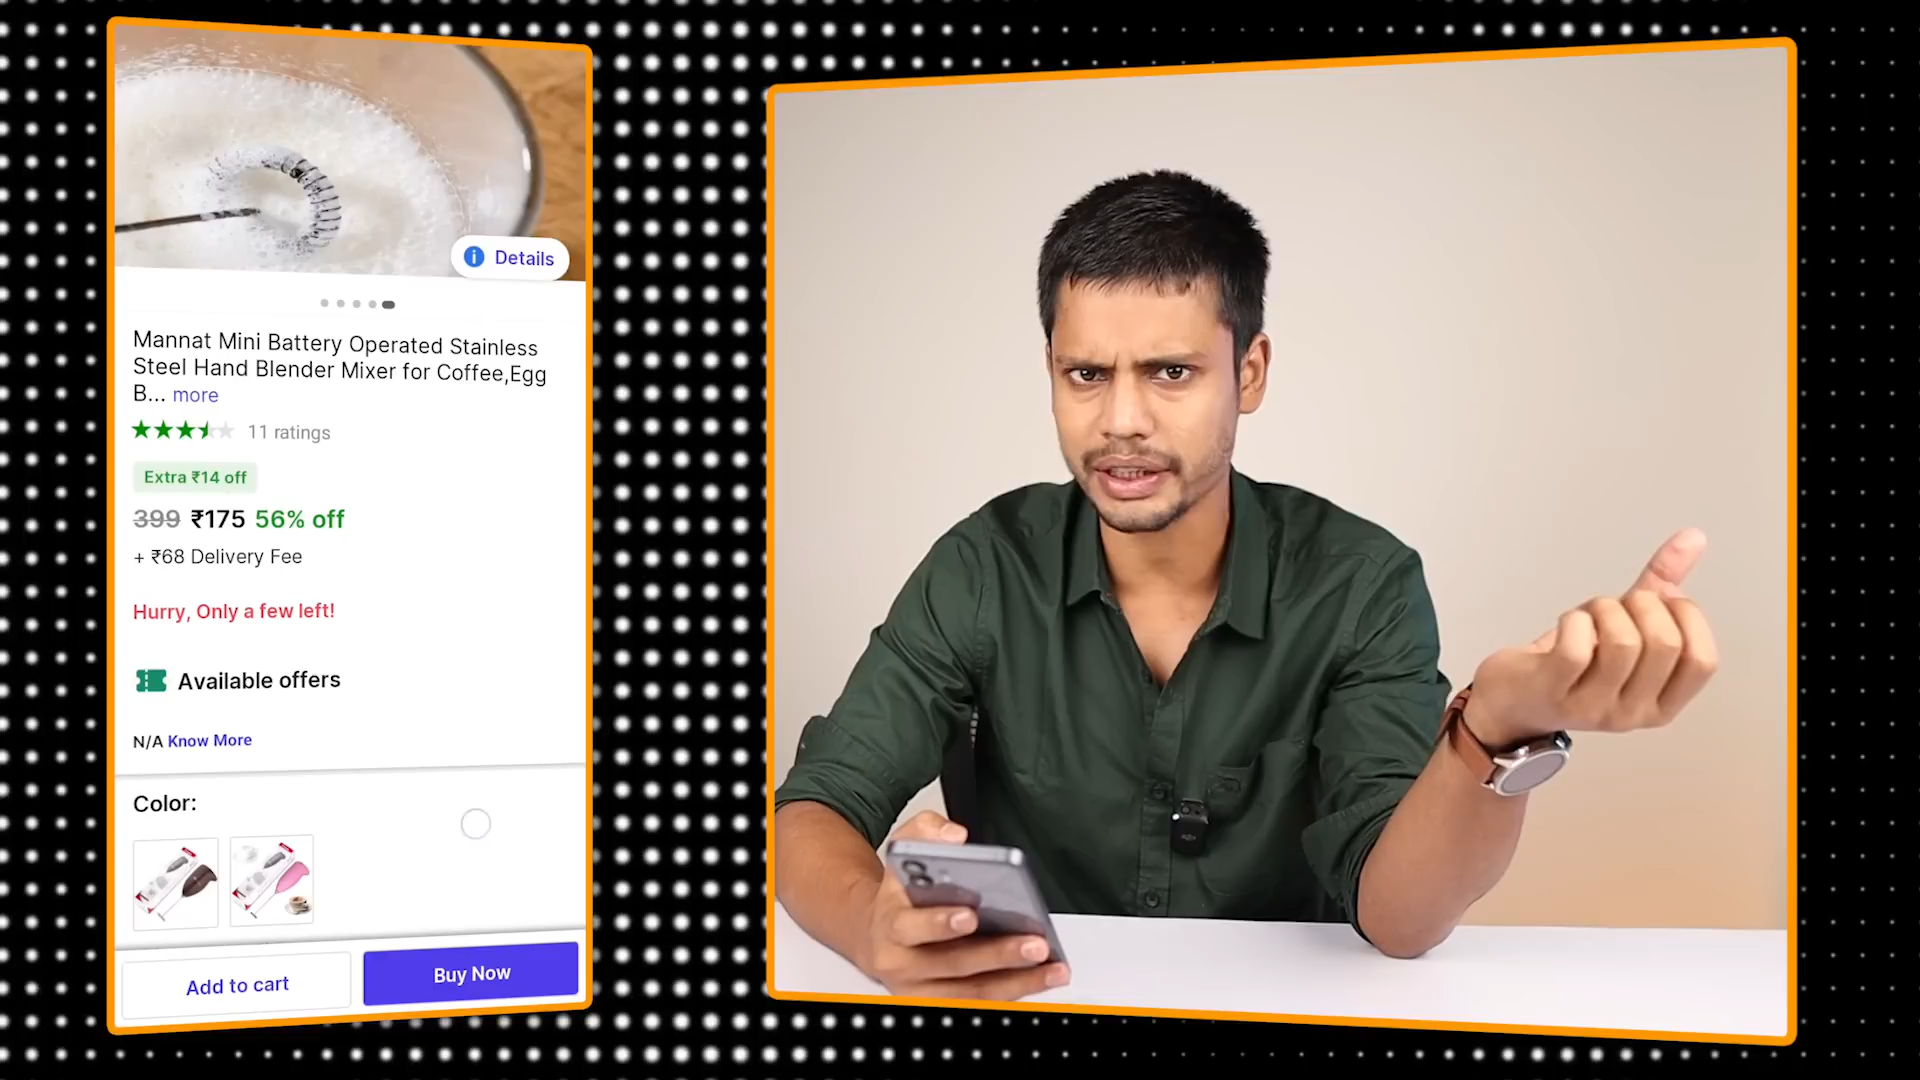 Details
Mannat Mini Battery Operated Stainless
Steel Hand Blender Mixer for Coffee,Egg
B... more
11 ratings
Extra ₹14 off
399 ₹175 56% off
+ ₹68 Delivery Fee
Hurry, Only a few left!
Available offers
N/A Know More
Color:
Add to cart
Buy Now